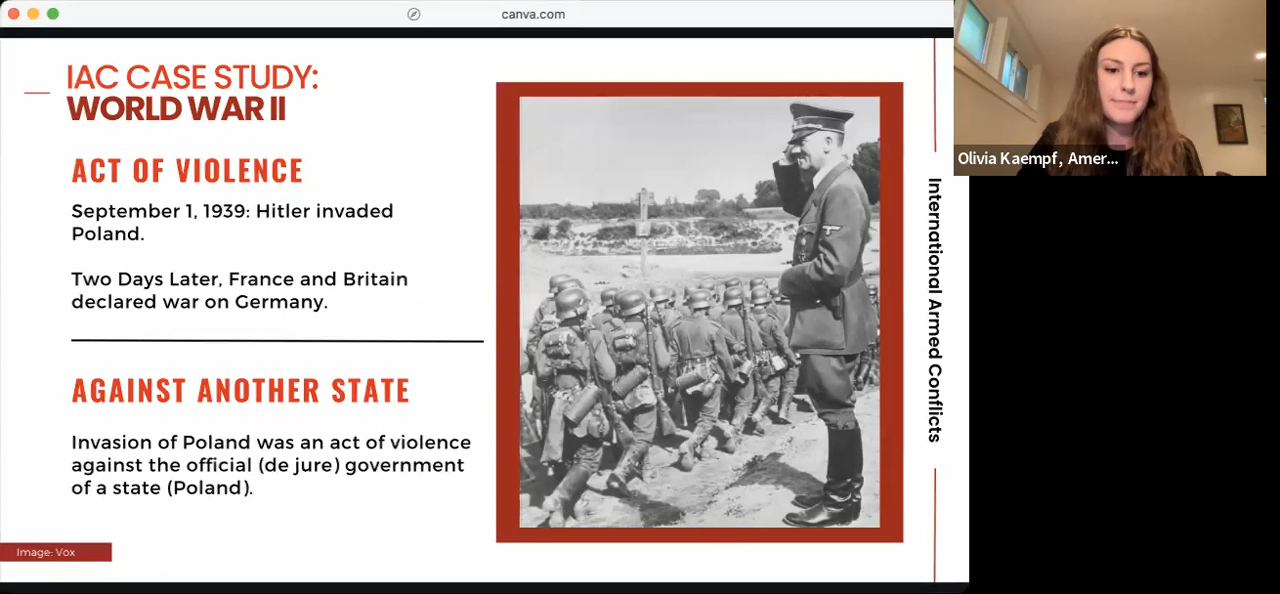 canva.com
IAC CASE STUDY:
WORLD WAR II
ACT OF VIOLENCE
September 1, 1939: Hitler invaded
Poland.
Two Days Later, France and Britain
declared war on Germany.
AGAINST ANOTHER STATE
Invasion of Poland was an act of violence
against the official (de jure) government
of a state (Poland).
Image: Vox
International Armed Conflicts
Olivia Kaempf, Amer...